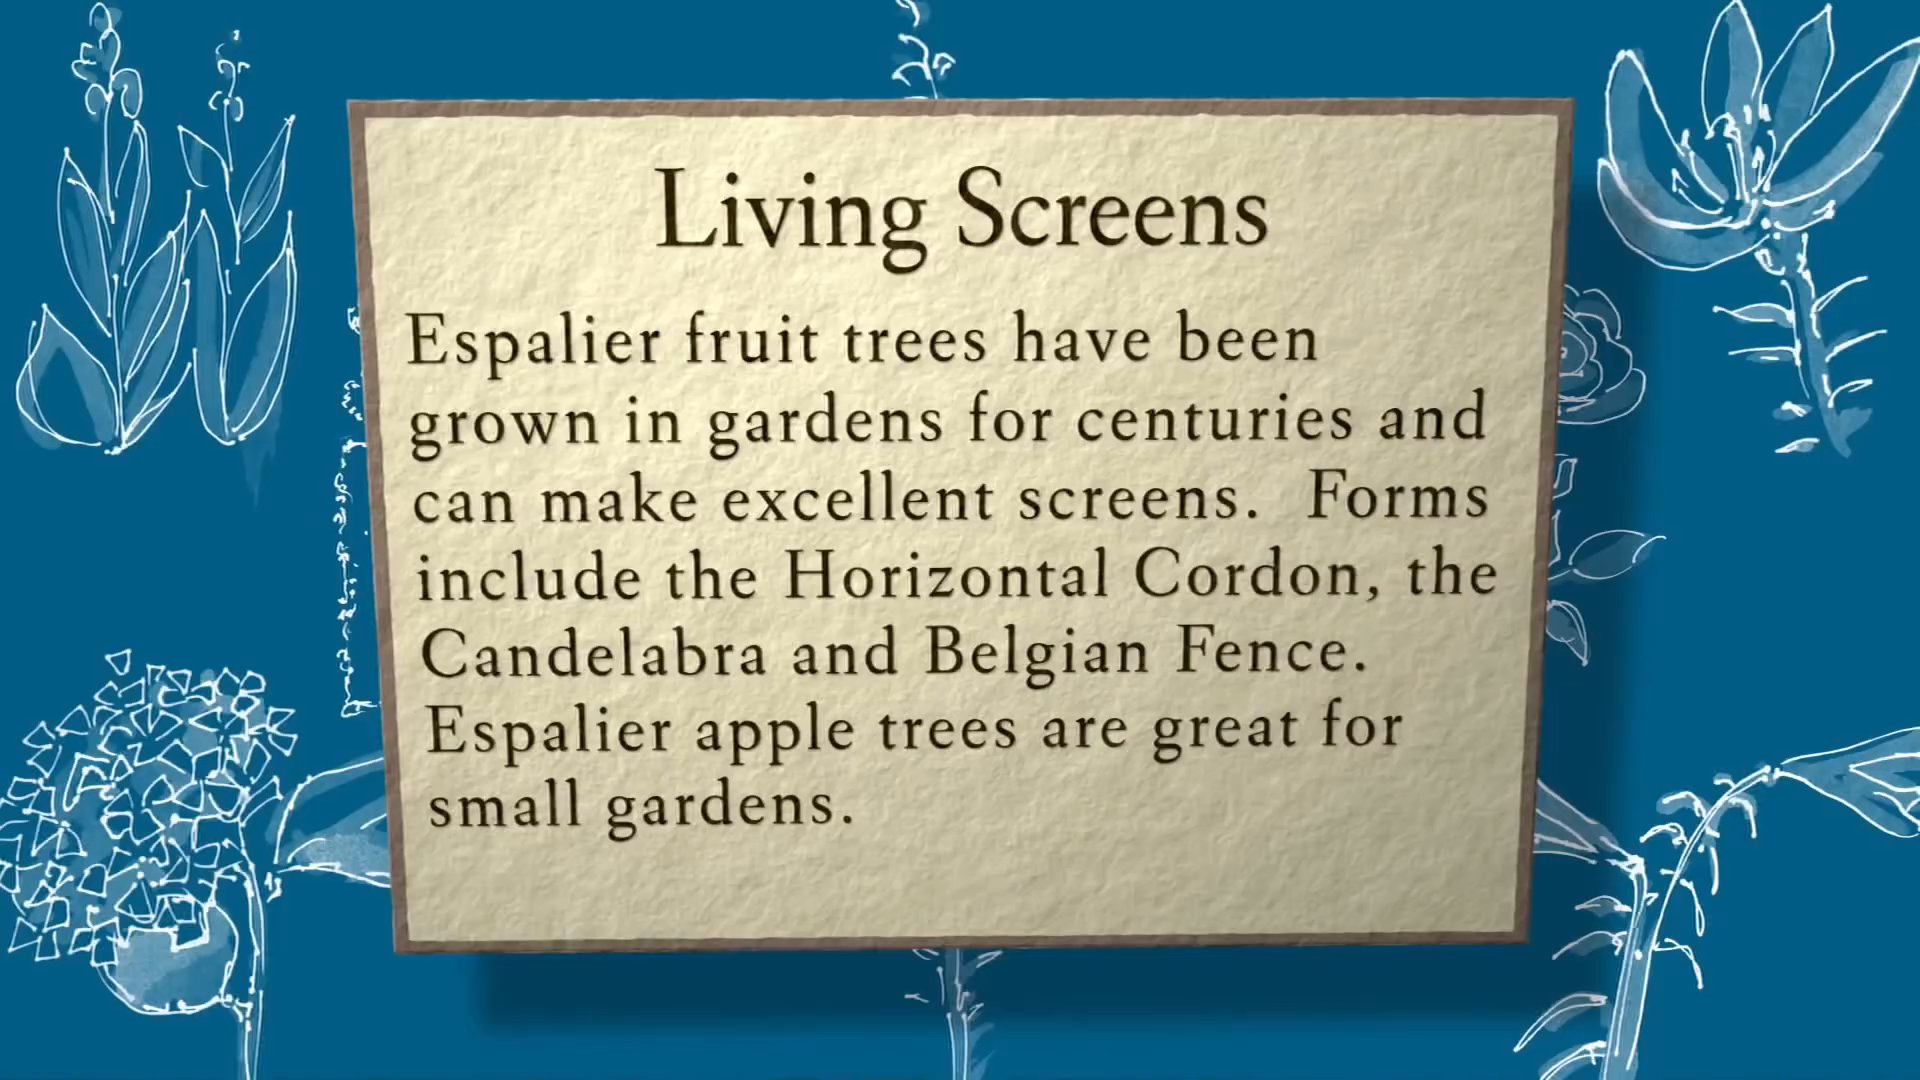 Living Screens
Espalier fruit trees have been
grown in gardens for centuries and
can make excellent screens.  Forms
include the Horizontal Cordon, the
Candelabra and Belgian Fence.
Espalier apple trees are great for
small gardens.